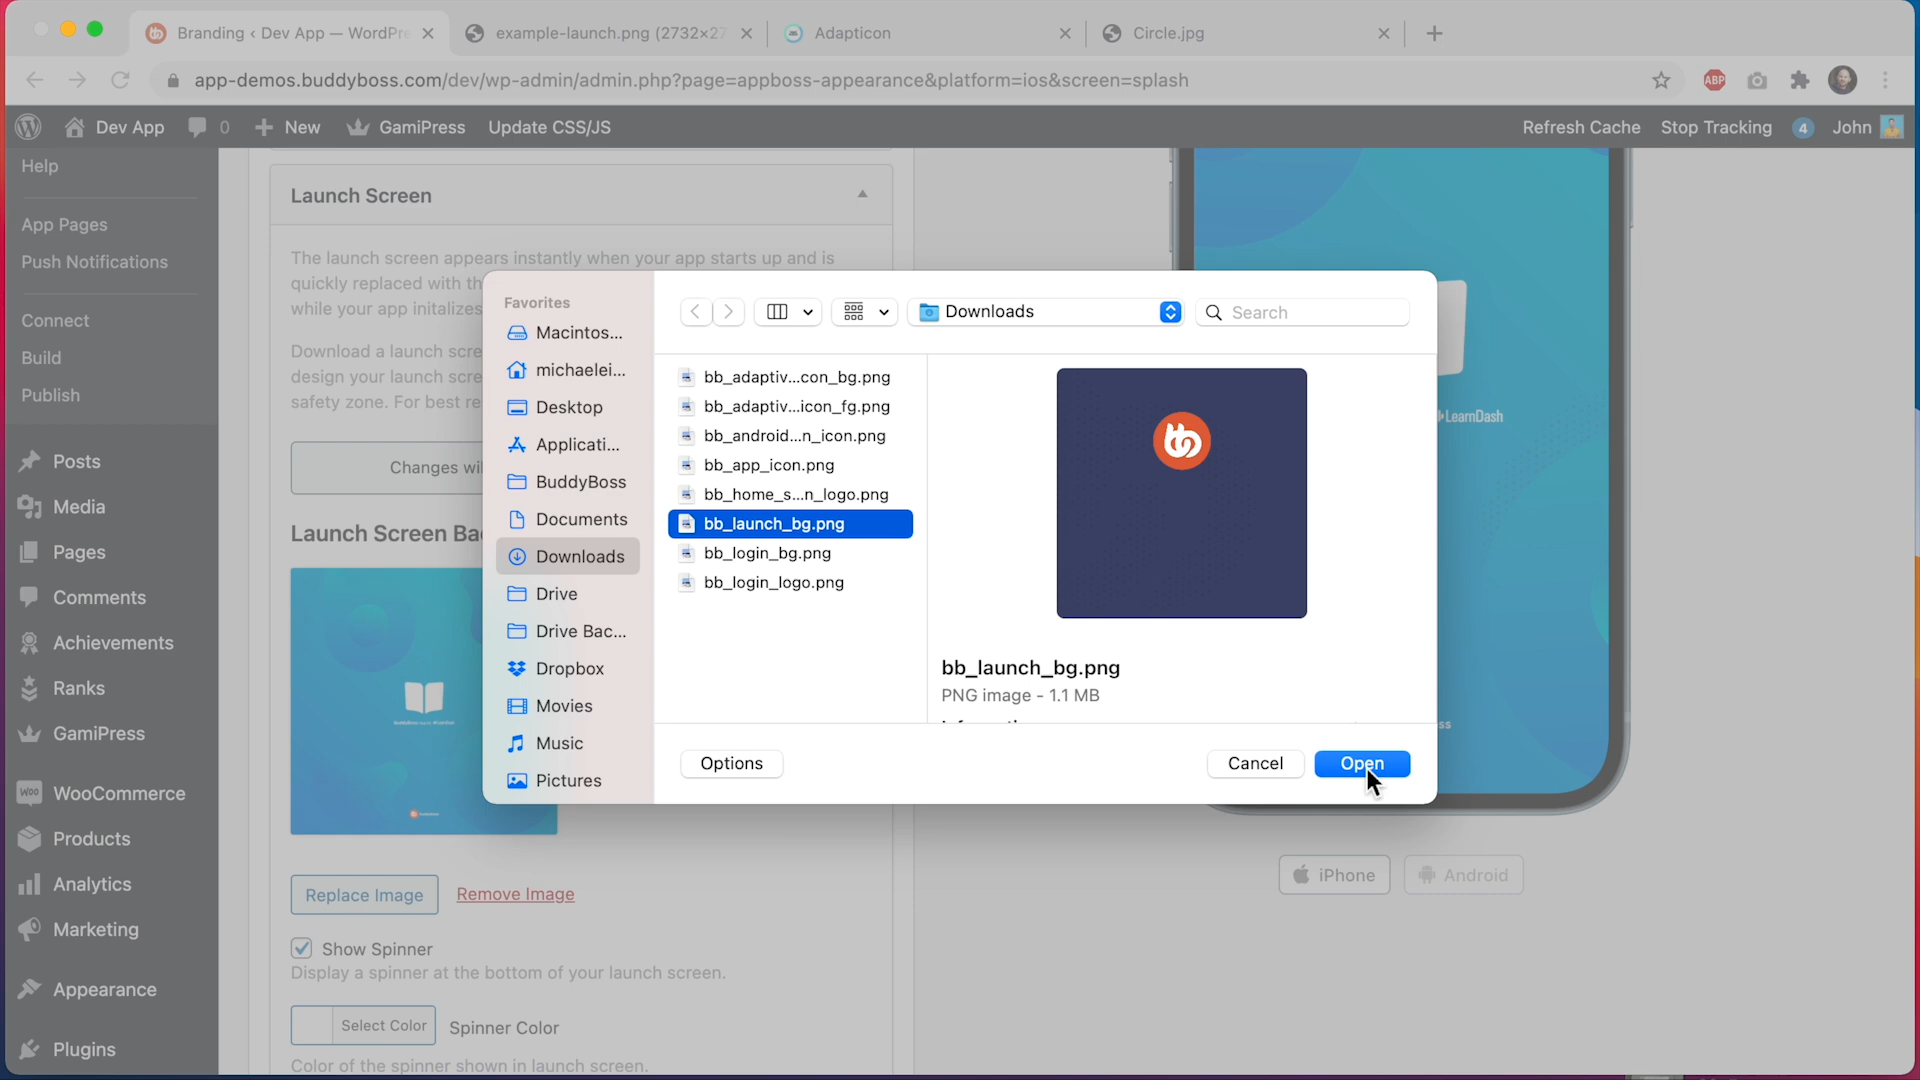 Branding ‹ Dev App — WordPre
example-launch.png (2732×27
Adapticon
Circle.jpg
app-demos.buddyboss.com/dev/wp-admin/admin.php?page=appboss-appearance&platform=ios&screen=splash
ABP
Dev App
0
New
GamiPress
Update CSS/JS
Refresh Cache
Stop Tracking
4
John
Help
App Pages
Push Notifications
Connect
Build
Publish
Posts
Media
Pages
Comments
Achievements
Ranks
GamiPress
WooCommerce
Products
Analytics
Marketing
Appearance
Plugins
Launch Screen
The launch screen appears instantly when your app starts up and is
quickly replaced with th
while your app initalizes
Download a launch scre
design your launch scre
safety zone. For best re
Changes wil
Launch Screen Ba
Replace Image
Remove Image
Show Spinner
Display a spinner at the bottom of your launch screen.
Select Color
Spinner Color
Color of the spinner shown in launch screen.
Favorites
Macintos...
michaelei...
Desktop
Applicati...
BuddyBoss
Documents
Downloads
Drive
Drive Bac...
Dropbox
Movies
Music
Pictures
Downloads
Search
bb_adaptiv...con_bg.png
bb_adaptiv...icon_fg.png
bb_android...n_icon.png
bb_app_icon.png
bb_home_s...n_logo.png
bb_launch_bg.png
bb_login_bg.png
bb_login_logo.png
bb_launch_bg.png
PNG image - 1.1 MB
Options
Cancel
Open
LearnDash
ss
iPhone
Android